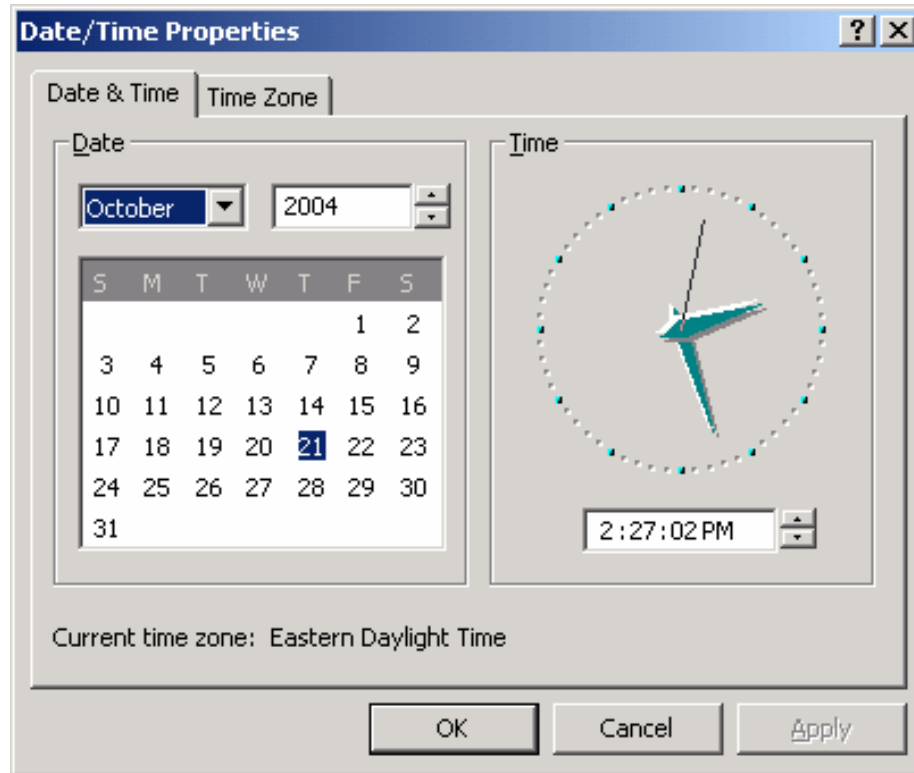 Date/Time Properties
Date & Time Time Zone
Date
October 2004
S M T W T F S
1 2
3 4 5 6 7 8 9
10 11 12 13 14 15 16
17 18 19 20 21 22 23
24 25 26 27 28 29 30
31
Time
2:27:02 PM
Current time zone: Eastern Daylight Time
OK Cancel Apply